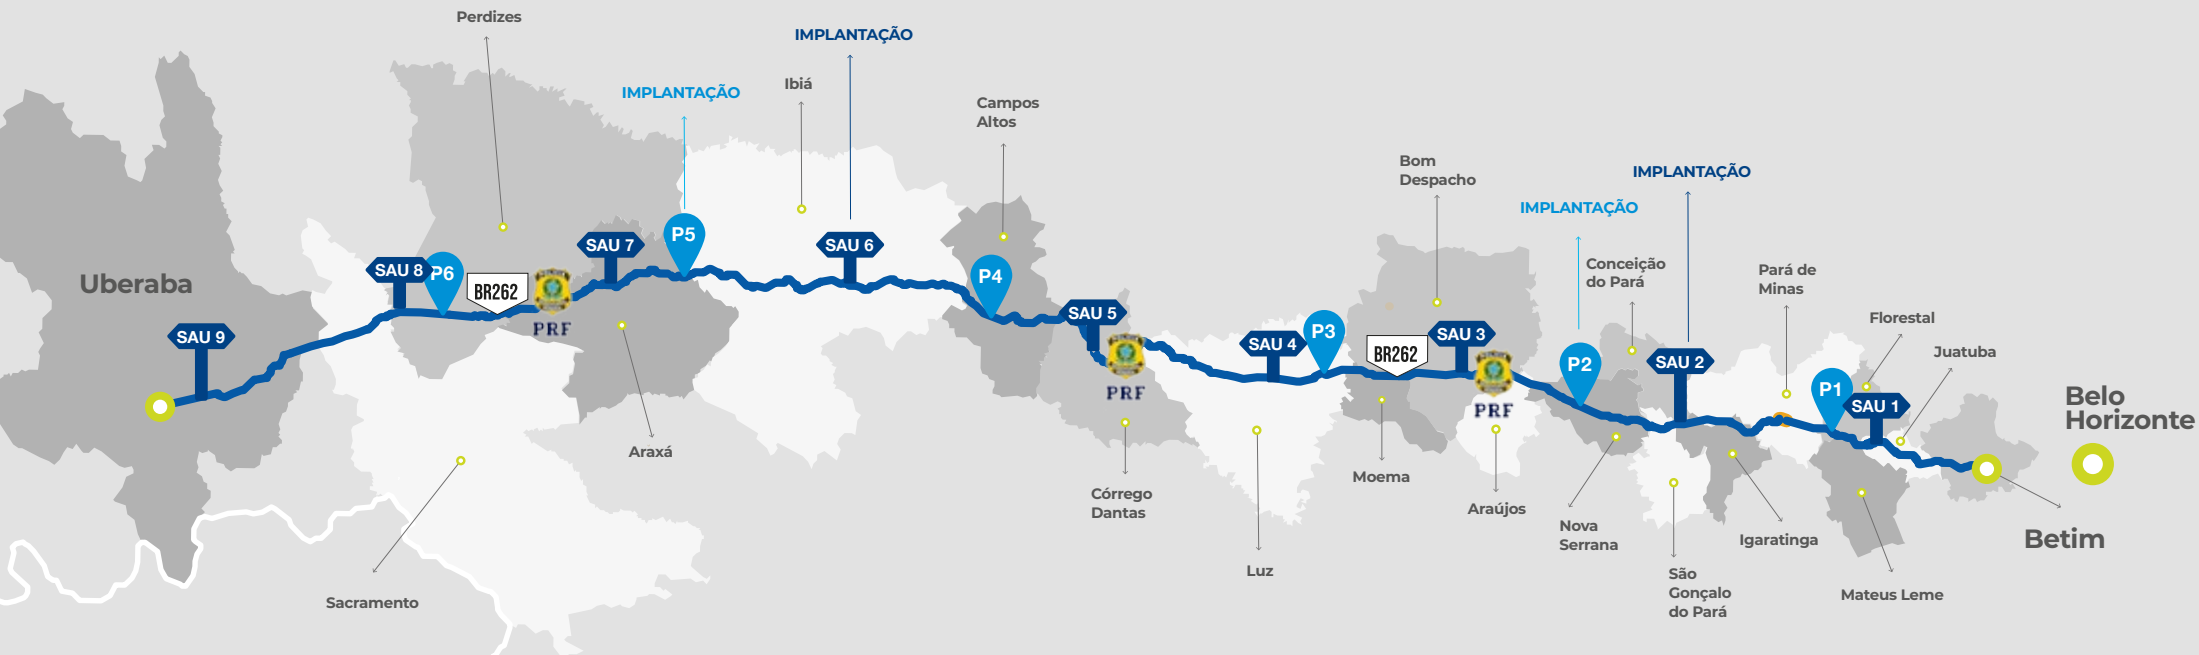 Perdizes
IMPLANTAÇÃO
IMPLANTAÇÃO
Ibiá
Campos
Altos
Bom
Despacho
IMPLANTAÇÃO
IMPLANTAÇÃO
Conceição
do Pará
Pará de
Minas
Florestal
Juatuba
Belo
Horizonte
Uberaba
SAU 9
SAU 8
P6
BR262
PRF
SAU 7
P5
SAU 6
P4
SAU 5
PRF
SAU 4
P3
BR262
SAU 3
PRF
P2
SAU 2
P1
SAU 1
Sacramento
Araxá
Córrego
Dantas
Luz
Moema
Araújos
Nova
Serrana
São
Gonçalo
do Pará
Igaratinga
Mateus Leme
Betim